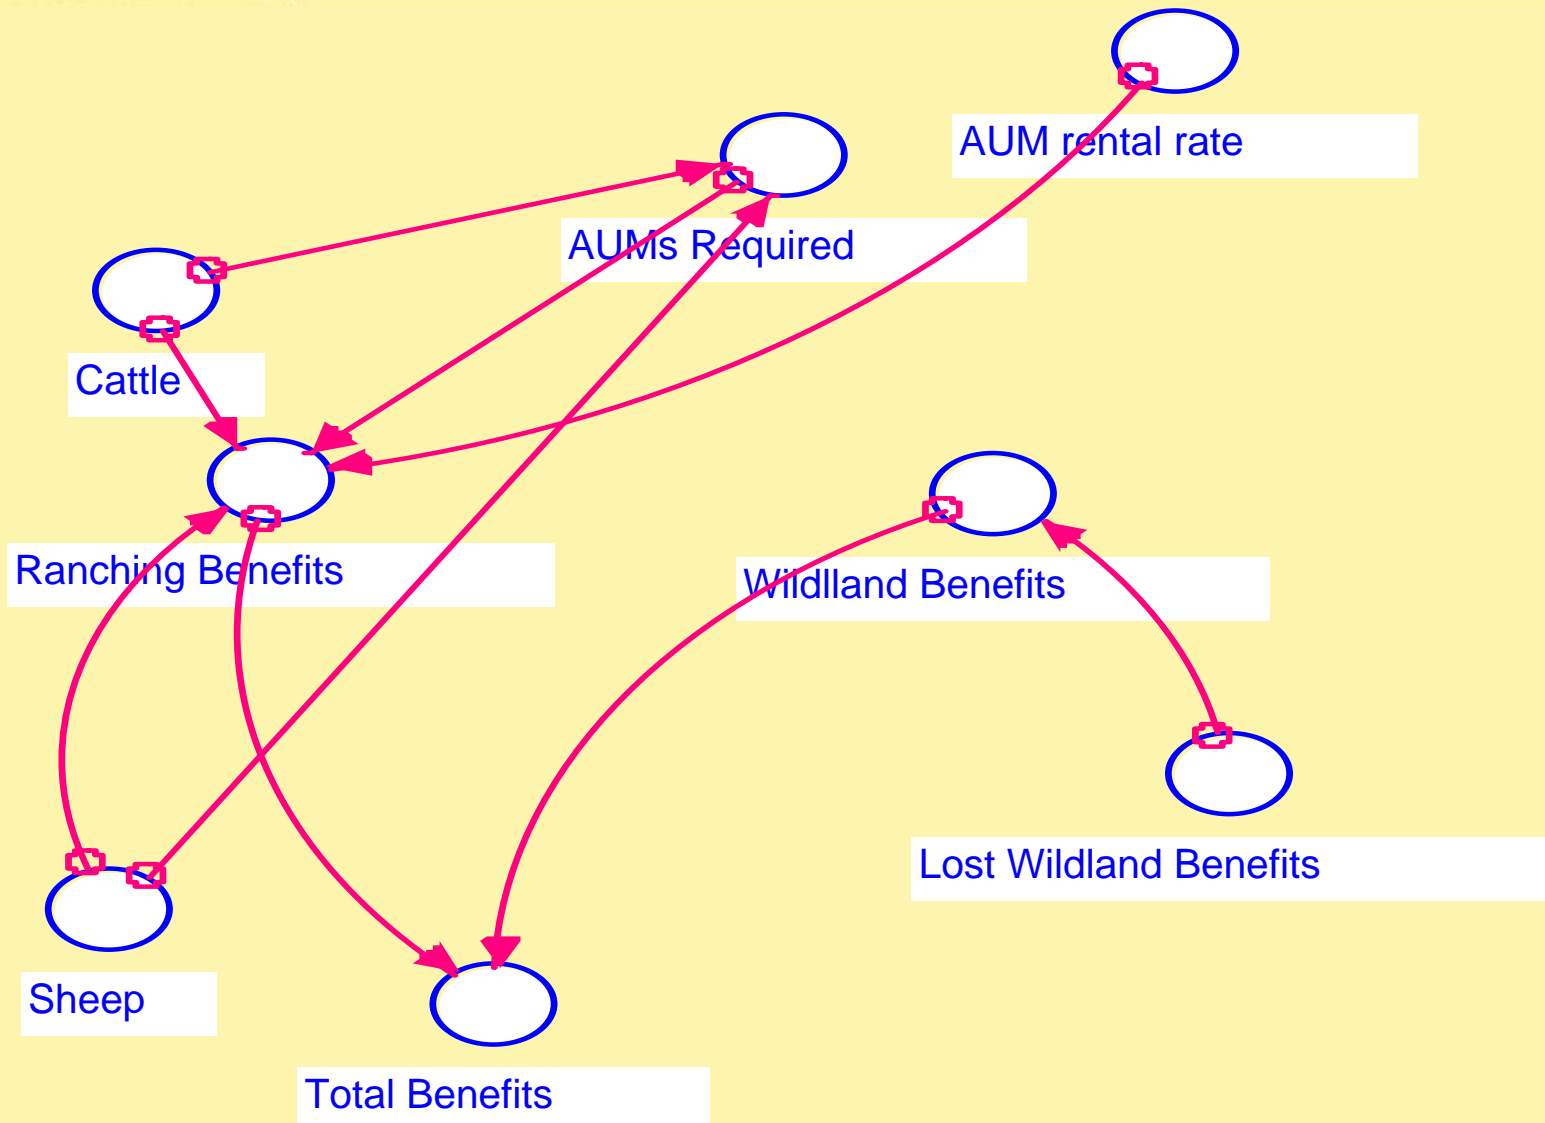 AUM rental rate
AUMs Required
Cattle
Ranching Benefits
Wildlland Benefits
Lost Wildland Benefits
Sheep
Total Benefits